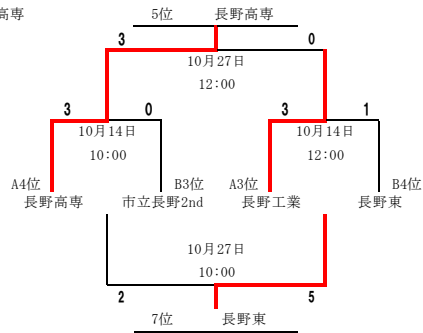 高専 5位 長野高専
3 0
10月27日
12:00
3 0 3 1
10月14日 10月14日
10:00 12:00
A4位 B3位 A3位 B4位
長野高専 市立長野2nd 長野工業 長野東
10月27日
10:00
2 5
7位 長野東